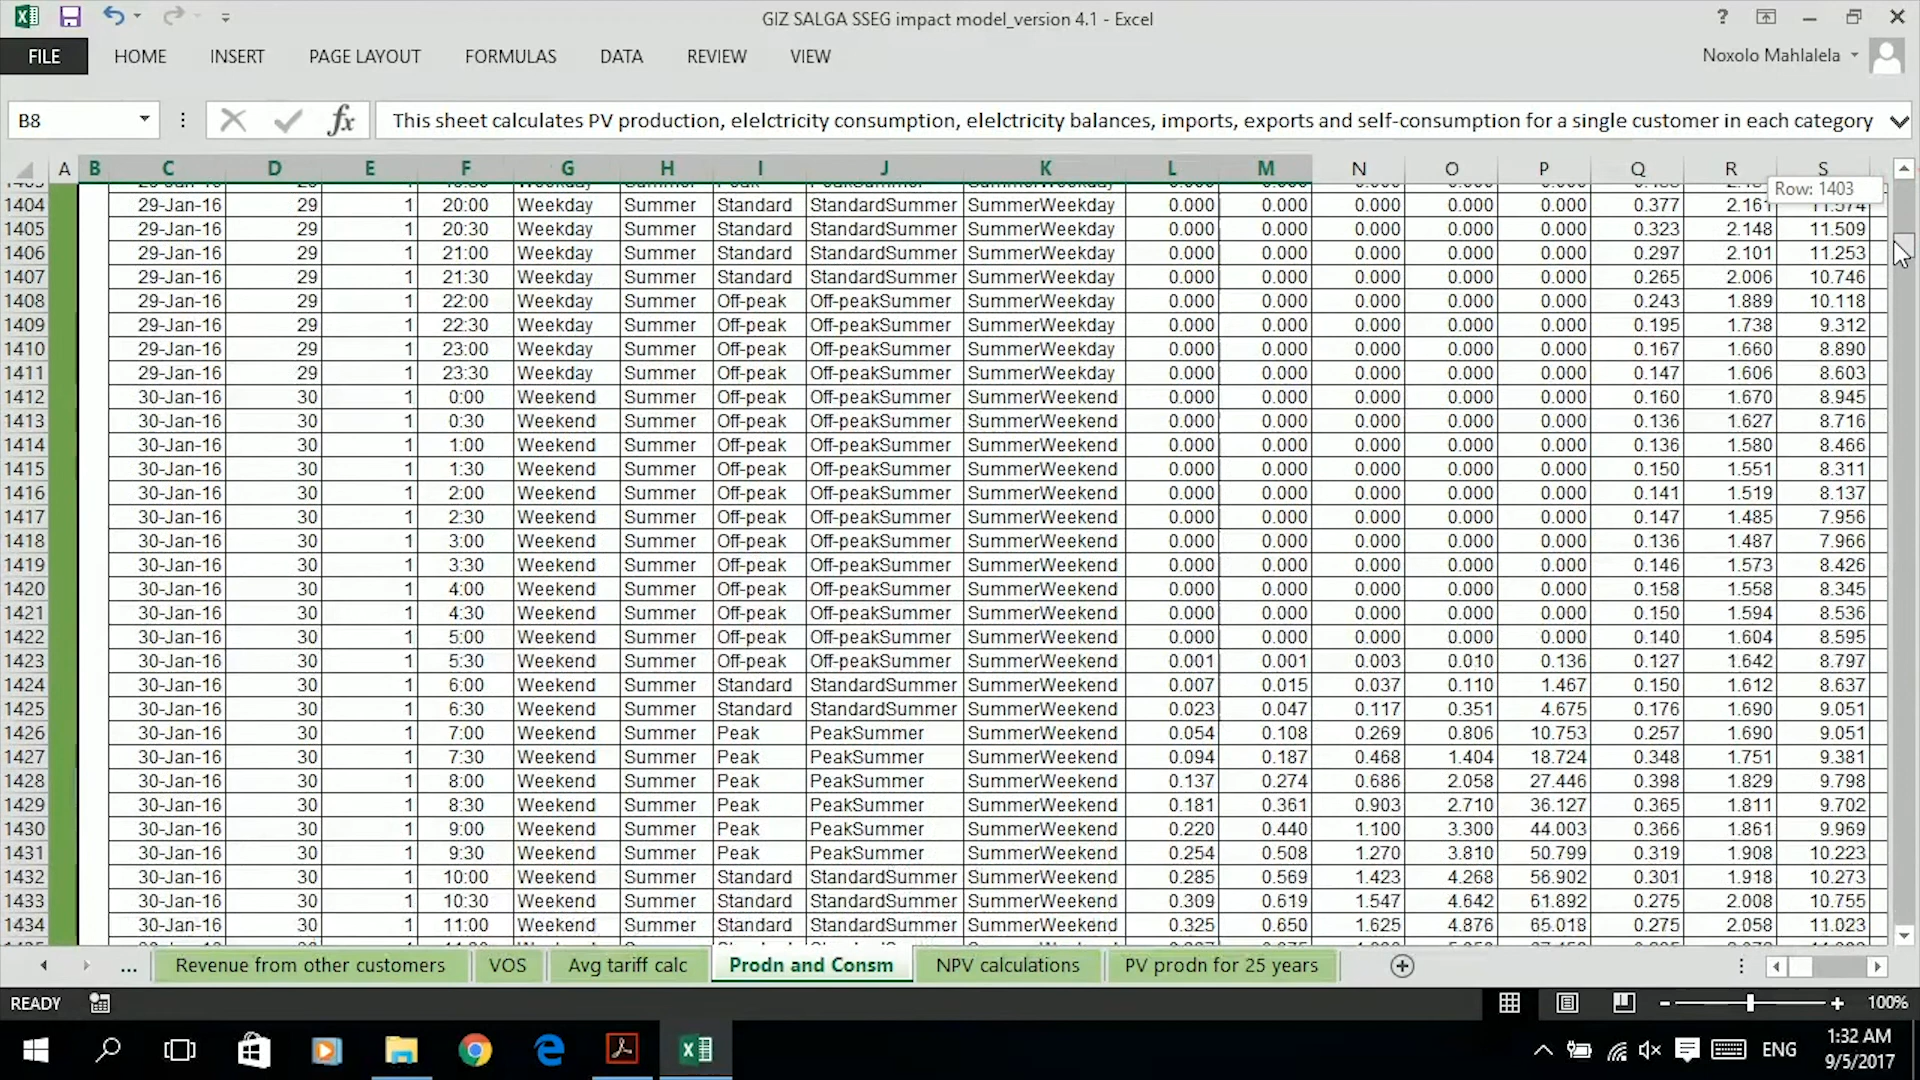 GIZ SALGA SSEG impact model_version 4.1 - Excel
FILE HOME INSERT PAGE LAYOUT FORMULAS DATA REVIEW VIEW Noxolo Mahlalela
B8 fx This sheet calculates PV production, elelctricity consumption, elelctricity balances, imports, exports and self-consumption for a single customer in each category
A B C D E F G H I J K L M N O P Q R S
Row: 1403
1404 29-Jan-16 29 1 20:00 Weekday Summer Standard StandardSummer SummerWeekday 0.000 0.000 0.000 0.000 0.000 0.377 2.161 11.574
1405 29-Jan-16 29 1 20:30 Weekday Summer Standard StandardSummer SummerWeekday 0.000 0.000 0.000 0.000 0.000 0.323 2.148 11.509
1406 29-Jan-16 29 1 21:00 Weekday Summer Standard StandardSummer SummerWeekday 0.000 0.000 0.000 0.000 0.000 0.297 2.101 11.253
1407 29-Jan-16 29 1 21:30 Weekday Summer Standard StandardSummer SummerWeekday 0.000 0.000 0.000 0.000 0.000 0.265 2.006 10.746
1408 29-Jan-16 29 1 22:00 Weekday Summer Off-peak Off-peakSummer SummerWeekday 0.000 0.000 0.000 0.000 0.000 0.243 1.889 10.118
1409 29-Jan-16 29 1 22:30 Weekday Summer Off-peak Off-peakSummer SummerWeekday 0.000 0.000 0.000 0.000 0.000 0.195 1.738 9.312
1410 29-Jan-16 29 1 23:00 Weekday Summer Off-peak Off-peakSummer SummerWeekday 0.000 0.000 0.000 0.000 0.000 0.167 1.660 8.890
1411 29-Jan-16 29 1 23:30 Weekday Summer Off-peak Off-peakSummer SummerWeekday 0.000 0.000 0.000 0.000 0.000 0.147 1.606 8.603
1412 30-Jan-16 30 1 0:00 Weekend Summer Off-peak Off-peakSummer SummerWeekend 0.000 0.000 0.000 0.000 0.000 0.160 1.670 8.945
1413 30-Jan-16 30 1 0:30 Weekend Summer Off-peak Off-peakSummer SummerWeekend 0.000 0.000 0.000 0.000 0.000 0.136 1.627 8.716
1414 30-Jan-16 30 1 1:00 Weekend Summer Off-peak Off-peakSummer SummerWeekend 0.000 0.000 0.000 0.000 0.000 0.136 1.580 8.466
1415 30-Jan-16 30 1 1:30 Weekend Summer Off-peak Off-peakSummer SummerWeekend 0.000 0.000 0.000 0.000 0.000 0.150 1.551 8.311
1416 30-Jan-16 30 1 2:00 Weekend Summer Off-peak Off-peakSummer SummerWeekend 0.000 0.000 0.000 0.000 0.000 0.141 1.519 8.137
1417 30-Jan-16 30 1 2:30 Weekend Summer Off-peak Off-peakSummer SummerWeekend 0.000 0.000 0.000 0.000 0.000 0.147 1.485 7.956
1418 30-Jan-16 30 1 3:00 Weekend Summer Off-peak Off-peakSummer SummerWeekend 0.000 0.000 0.000 0.000 0.000 0.136 1.487 7.966
1419 30-Jan-16 30 1 3:30 Weekend Summer Off-peak Off-peakSummer SummerWeekend 0.000 0.000 0.000 0.000 0.000 0.146 1.573 8.426
1420 30-Jan-16 30 1 4:00 Weekend Summer Off-peak Off-peakSummer SummerWeekend 0.000 0.000 0.000 0.000 0.000 0.158 1.558 8.345
1421 30-Jan-16 30 1 4:30 Weekend Summer Off-peak Off-peakSummer SummerWeekend 0.000 0.000 0.000 0.000 0.000 0.150 1.594 8.536
1422 30-Jan-16 30 1 5:00 Weekend Summer Off-peak Off-peakSummer SummerWeekend 0.000 0.000 0.000 0.000 0.000 0.140 1.604 8.595
1423 30-Jan-16 30 1 5:30 Weekend Summer Off-peak Off-peakSummer SummerWeekend 0.001 0.001 0.003 0.010 0.136 0.127 1.642 8.797
1424 30-Jan-16 30 1 6:00 Weekend Summer Standard StandardSummer SummerWeekend 0.007 0.015 0.037 0.110 1.467 0.150 1.612 8.637
1425 30-Jan-16 30 1 6:30 Weekend Summer Standard StandardSummer SummerWeekend 0.023 0.047 0.117 0.351 4.675 0.176 1.690 9.051
1426 30-Jan-16 30 1 7:00 Weekend Summer Peak PeakSummer SummerWeekend 0.054 0.108 0.269 0.806 10.753 0.257 1.690 9.051
1427 30-Jan-16 30 1 7:30 Weekend Summer Peak PeakSummer SummerWeekend 0.094 0.187 0.468 1.404 18.724 0.348 1.751 9.381
1428 30-Jan-16 30 1 8:00 Weekend Summer Peak PeakSummer SummerWeekend 0.137 0.274 0.686 2.058 27.446 0.398 1.829 9.798
1429 30-Jan-16 30 1 8:30 Weekend Summer Peak PeakSummer SummerWeekend 0.181 0.361 0.903 2.710 36.127 0.365 1.811 9.702
1430 30-Jan-16 30 1 9:00 Weekend Summer Peak PeakSummer SummerWeekend 0.220 0.440 1.100 3.300 44.003 0.366 1.861 9.969
1431 30-Jan-16 30 1 9:30 Weekend Summer Peak PeakSummer SummerWeekend 0.254 0.508 1.270 3.810 50.799 0.319 1.908 10.223
1432 30-Jan-16 30 1 10:00 Weekend Summer Standard StandardSummer SummerWeekend 0.285 0.569 1.423 4.268 56.902 0.301 1.918 10.273
1433 30-Jan-16 30 1 10:30 Weekend Summer Standard StandardSummer SummerWeekend 0.309 0.619 1.547 4.642 61.892 0.275 2.008 10.755
1434 30-Jan-16 30 1 11:00 Weekend Summer Standard StandardSummer SummerWeekend 0.325 0.650 1.625 4.876 65.018 0.275 2.058 11.023
... Revenue from other customers VOS Avg tariff calc Prodn and Consm NPV calculations PV prodn for 25 years
READY 100%
ENG 1:32 AM
9/5/2017